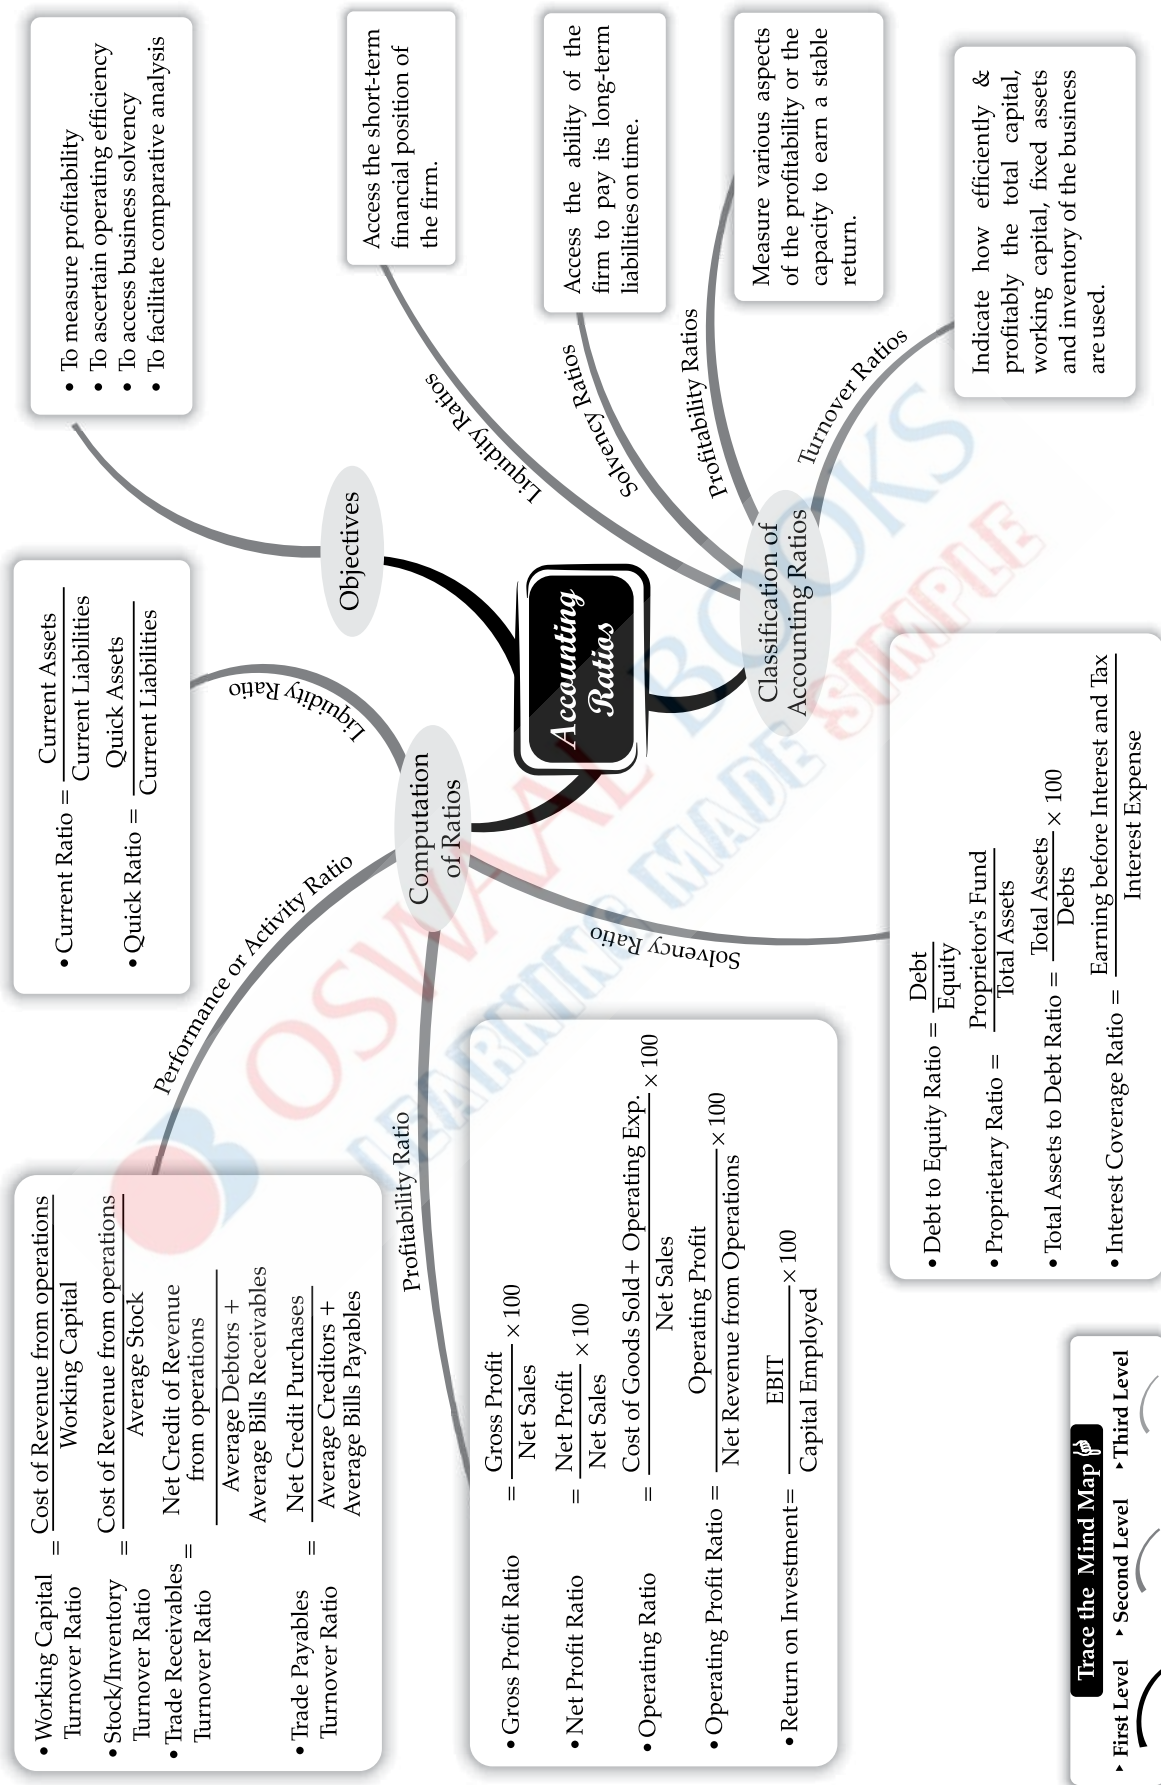 Accounting
Ratios
Objectives
• To measure profitability
• To ascertain operating efficiency
• To access business solvency
• To facilitate comparative analysis
Classification of
Accounting Ratios
Liquidity Ratios
Access the short-term
financial position of
the firm.
Solvency Ratios
Access the ability of the
firm to pay its long-term
liabilities on time.
Profitability Ratios
Measure various aspects
of the profitability or the
capacity to earn a stable
return.
Turnover Ratios
Indicate how efficiently &
profitably the total capital,
working capital, fixed assets
and inventory of the business
are used.
Computation
of Ratios
Liquidity Ratio
• Current Ratio = Current Assets
Current Liabilities
• Quick Ratio = Quick Assets
Current Liabilities
Performance or Activity Ratio
• Working Capital
Turnover Ratio
= Cost of Revenue from operations
Working Capital
• Stock/Inventory
Turnover Ratio
= Cost of Revenue from operations
Average Stock
• Trade Receivables
Turnover Ratio
= Net Credit of Revenue
from operations
Average Debtors +
Average Bills Receivables
• Trade Payables
Turnover Ratio
= Net Credit Purchases
Average Creditors +
Average Bills Payables
Profitability Ratio
• Gross Profit Ratio = Gross Profit
Net Sales
× 100
• Net Profit Ratio = Net Profit
Net Sales
× 100
• Operating Ratio = Cost of Goods Sold+ Operating Exp.
Net Sales
× 100
• Operating Profit Ratio = Operating Profit
Net Revenue from Operations
× 100
• Return on Investment= EBIT
Capital Employed
× 100
Solvency Ratio
• Debt to Equity Ratio = Debt
Equity
• Proprietary Ratio = Proprietor's Fund
Total Assets
• Total Assets to Debt Ratio = Total Assets
Debts
× 100
• Interest Coverage Ratio = Earning before Interest and Tax
Interest Expense
Trace the Mind Map
▸ First Level ▸ Second Level ▸ Third Level
OSWAAL BOOKS
LEARNING MADE SIMPLE